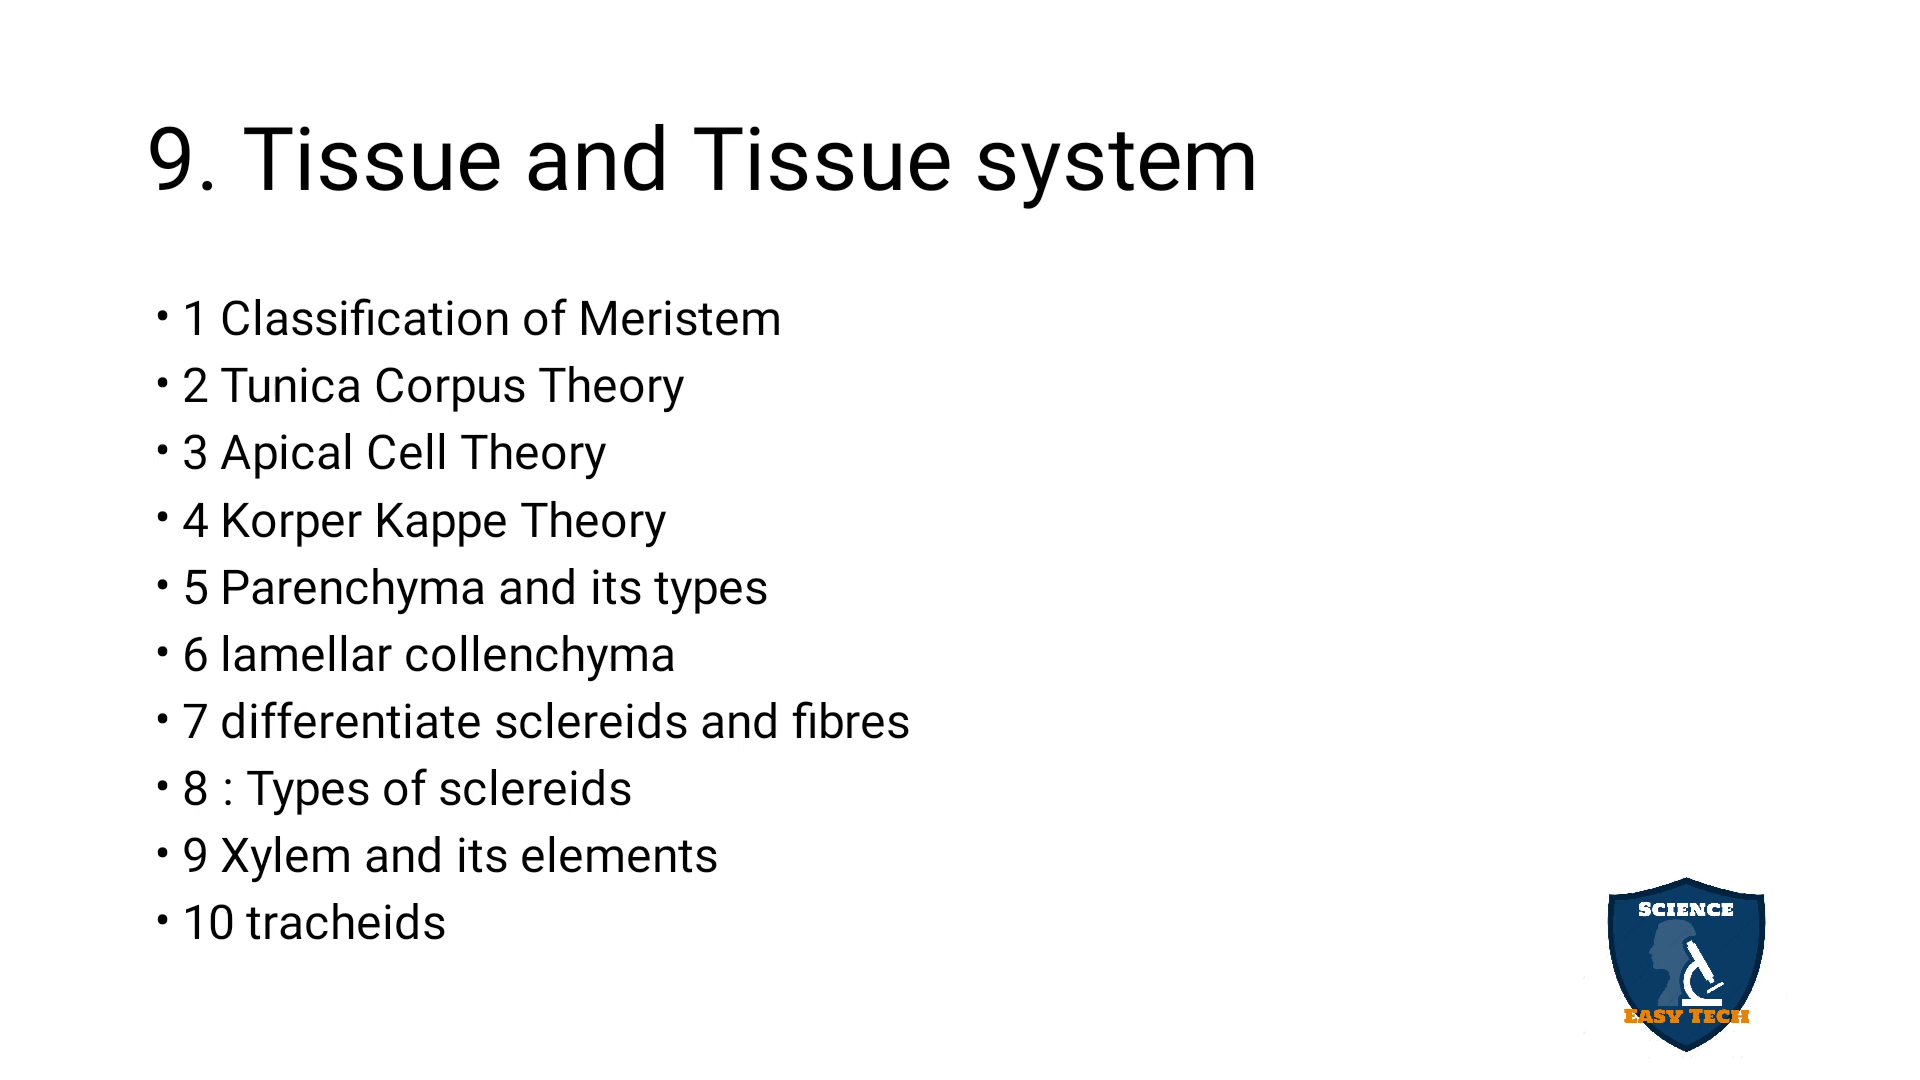 9. Tissue and Tissue system
• 1 Classification of Meristem
• 2 Tunica Corpus Theory
• 3 Apical Cell Theory
• 4 Korper Kappe Theory
• 5 Parenchyma and its types
• 6 lamellar collenchyma
• 7 differentiate sclereids and fibres
• 8 : Types of sclereids
• 9 Xylem and its elements
• 10 tracheids
SCIENCE
EASY TECH